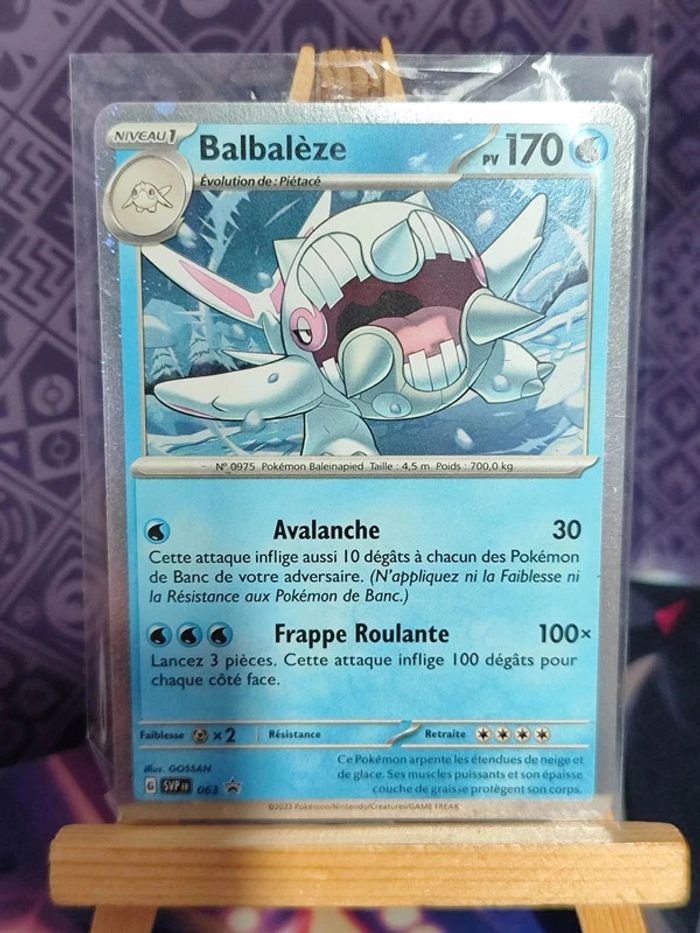 NIVEAU 1
Balbalèze
PV 170
Évolution de : Piétacé
N° 0975 Pokémon Baleinapied Taille : 4,5 m Poids : 700,0 kg
Avalanche 30
Cette attaque inflige aussi 10 dégâts à chacun des Pokémon
de Banc de votre adversaire. (N'appliquez ni la Faiblesse ni
la Résistance aux Pokémon de Banc.)
Frappe Roulante 100×
Lancez 3 pièces. Cette attaque inflige 100 dégâts pour
chaque côté face.
Faiblesse ×2 Résistance Retraite
Illus. GOSSAN
Ce Pokémon arpente les étendues de neige et
de glace. Ses muscles puissants et son épaisse
couche de graisse protègent son corps.
G SVP FR 063
©2023 Pokémon/Nintendo/Creatures/GAME FREAK